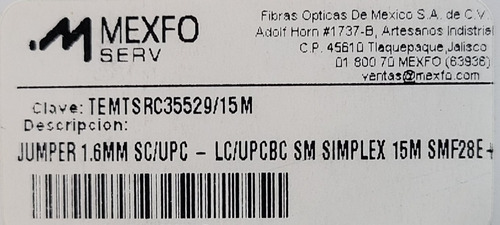 MEXFO
SERV
Fibras Opticas De Mexico S.A. de C.V.
Adolf Horn #1737-B, Artesanos Indistrial
C.P. 45610 Tlaquepaque,Jalisco
01 800 70 MEXFO (63936)
ventas@mexfo.com
Clave: TEMTSRC35529/15M
Descripcion:
JUMPER 1.6MM SC/UPC - LC/UPCBC SM SIMPLEX 15M SMF28E+